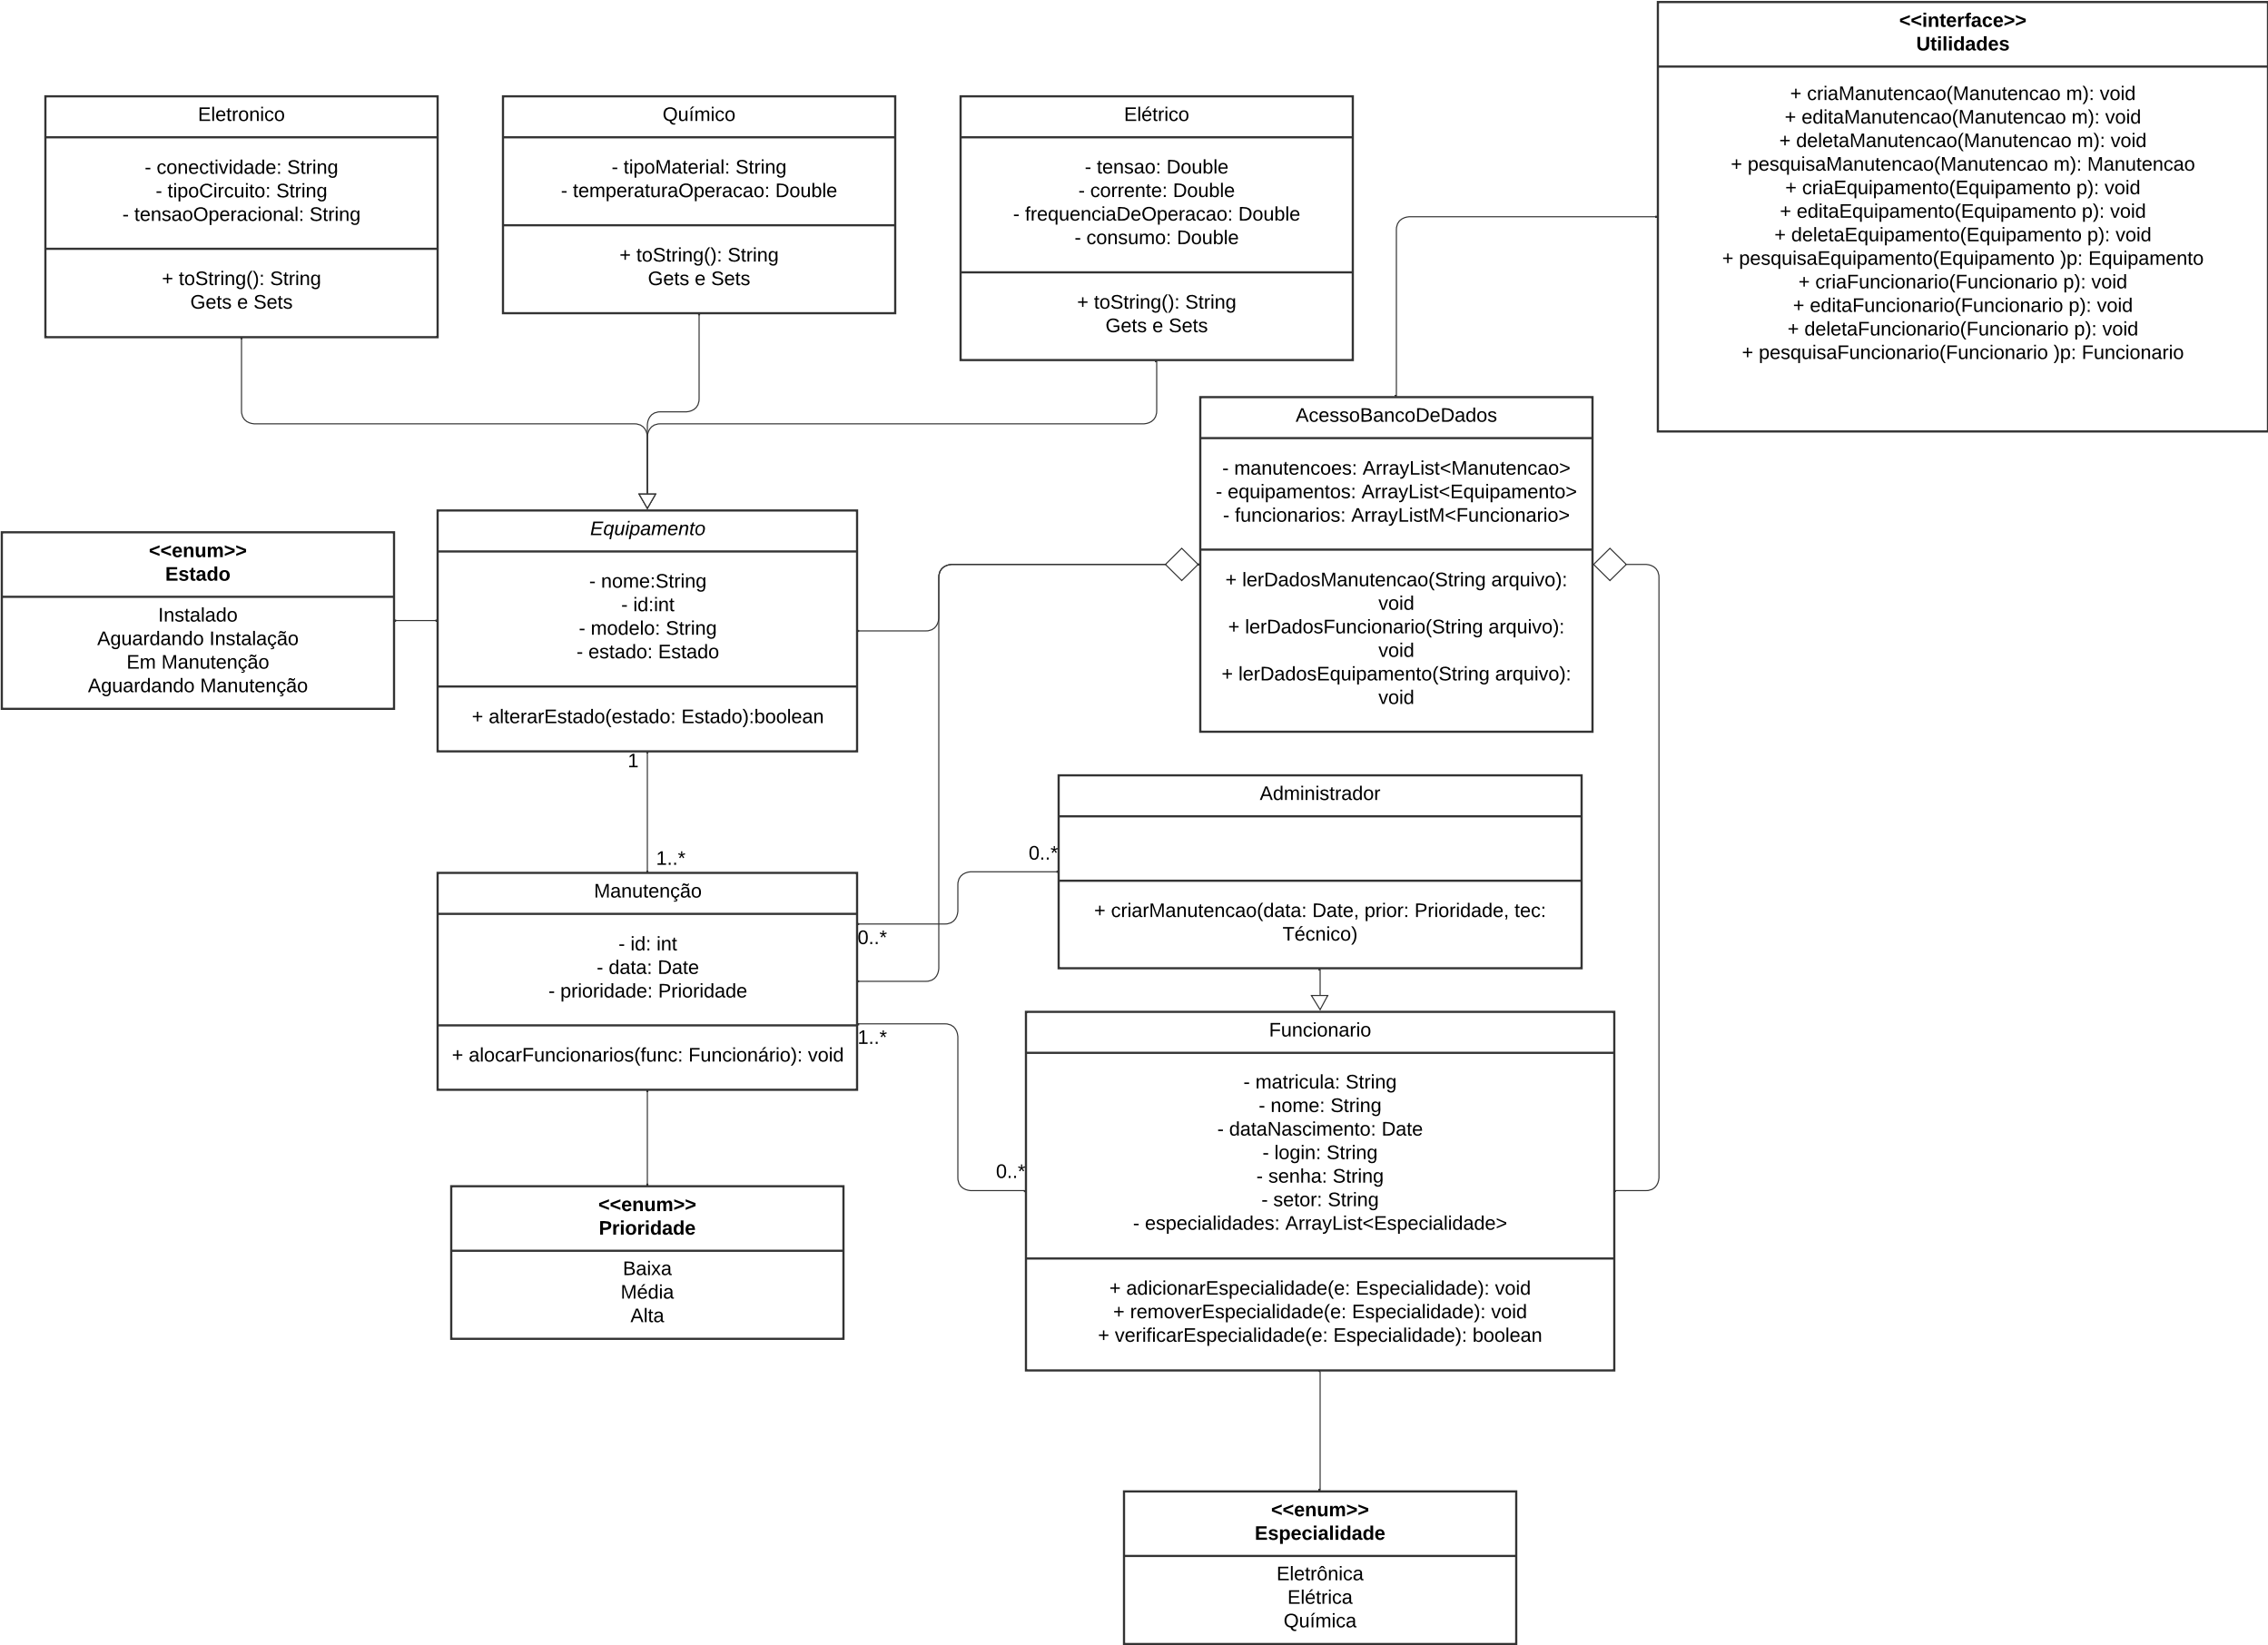 <<interface>>
Utilidades
+ criaManutencao(Manutencao m): void
+ editaManutencao(Manutencao m): void
+ deletaManutencao(Manutencao m): void
+ pesquisaManutencao(Manutencao m): Manutencao
+ criaEquipamento(Equipamento p): void
+ editaEquipamento(Equipamento p): void
+ deletaEquipamento(Equipamento p): void
+ pesquisaEquipamento(Equipamento )p: Equipamento
+ criaFuncionario(Funcionario p): void
+ editaFuncionario(Funcionario p): void
+ deletaFuncionario(Funcionario p): void
+ pesquisaFuncionario(Funcionario )p: Funcionario
Eletronico
- conectividade: String
- tipoCircuito: String
- tensaoOperacional: String
+ toString(): String
Gets e Sets
Químico
- tipoMaterial: String
- temperaturaOperacao: Double
+ toString(): String
Gets e Sets
Elétrico
- tensao: Double
- corrente: Double
- frequenciaDeOperacao: Double
- consumo: Double
+ toString(): String
Gets e Sets
AcessoBancoDeDados
- manutencoes: ArrayList<Manutencao>
- equipamentos: ArrayList<Equipamento>
- funcionarios: ArrayListM<Funcionario>
+ lerDadosManutencao(String arquivo):
void
+ lerDadosFuncionario(String arquivo):
void
+ lerDadosEquipamento(String arquivo):
void
<<enum>>
Estado
Instalado
Aguardando Instalação
Em Manutenção
Aguardando Manutenção
Equipamento
- nome:String
- id:int
- modelo: String
- estado: Estado
+ alterarEstado(estado: Estado):boolean
1
1..*
Administrador
+ criarManutencao(data: Date, prior: Prioridade, tec:
Técnico)
0..*
Manutenção
- id: int
- data: Date
- prioridade: Prioridade
+ alocarFuncionarios(func: Funcionário): void
0..*
1..*
0..*
Funcionario
- matricula: String
- nome: String
- dataNascimento: Date
- login: String
- senha: String
- setor: String
- especialidades: ArrayList<Especialidade>
+ adicionarEspecialidade(e: Especialidade): void
+ removerEspecialidade(e: Especialidade): void
+ verificarEspecialidade(e: Especialidade): boolean
<<enum>>
Prioridade
Baixa
Média
Alta
<<enum>>
Especialidade
Eletrônica
Elétrica
Química